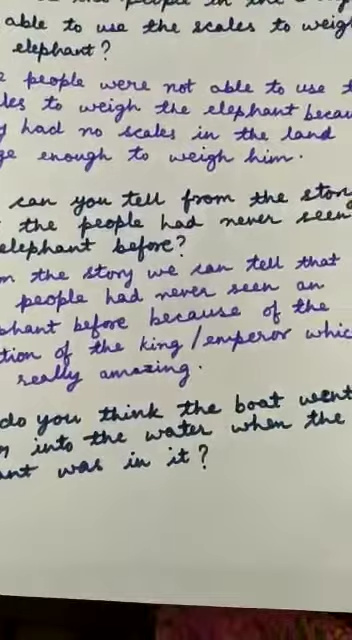 able to use the scales to weigh
elephant?
people were not able to use
to weigh the elephant
had no scales in the land
enough to weigh him.
can you tell from the story
the people had never seen
elephant before?
the story we can tell that
people had never seen an
before because of the
of the king/emperor
really amazing.
do you think the boat went
into the water when the
was in it?